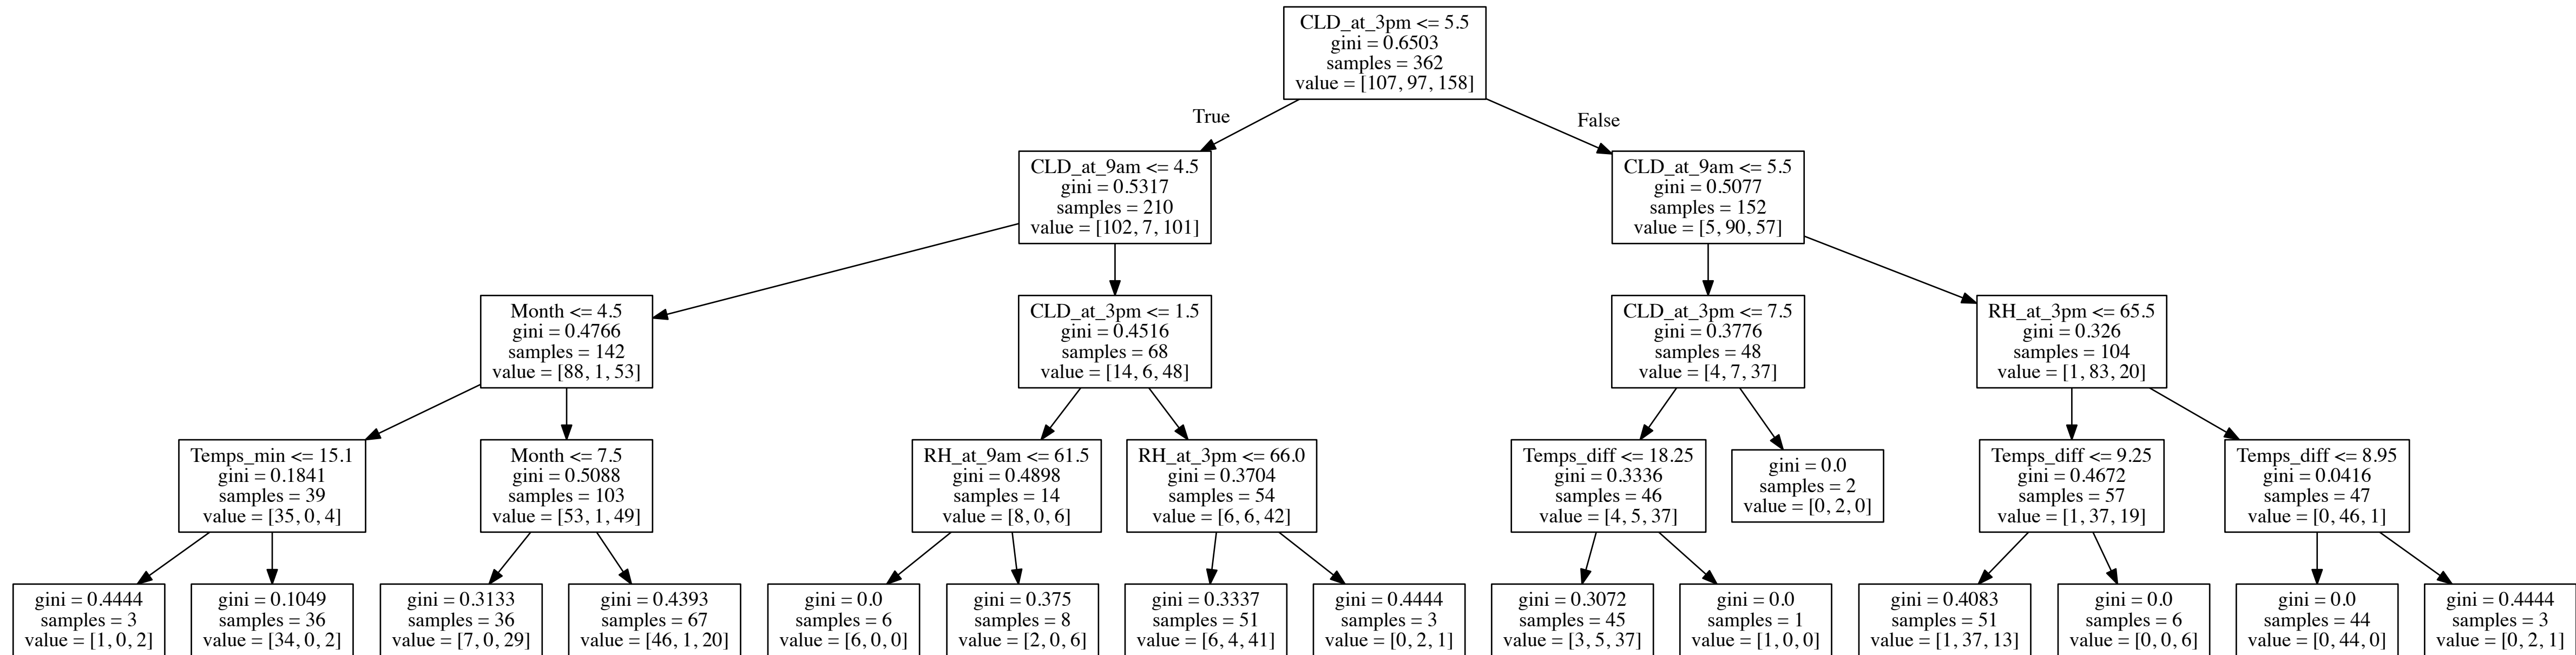 CLD_at_3pm <= 5.5
gini = 0.6503
samples = 362
value = [107, 97, 158]
True
False
CLD_at_9am <= 4.5
gini = 0.5317
samples = 210
value = [102, 7, 101]
CLD_at_9am <= 5.5
gini = 0.5077
samples = 152
value = [5, 90, 57]
Month <= 4.5
gini = 0.4766
samples = 142
value = [88, 1, 53]
CLD_at_3pm <= 1.5
gini = 0.4516
samples = 68
value = [14, 6, 48]
CLD_at_3pm <= 7.5
gini = 0.3776
samples = 48
value = [4, 7, 37]
RH_at_3pm <= 65.5
gini = 0.326
samples = 104
value = [1, 83, 20]
Temps_min <= 15.1
gini = 0.1841
samples = 39
value = [35, 0, 4]
Month <= 7.5
gini = 0.5088
samples = 103
value = [53, 1, 49]
RH_at_9am <= 61.5
gini = 0.4898
samples = 14
value = [8, 0, 6]
RH_at_3pm <= 66.0
gini = 0.3704
samples = 54
value = [6, 6, 42]
Temps_diff <= 18.25
gini = 0.3336
samples = 46
value = [4, 5, 37]
gini = 0.0
samples = 2
value = [0, 2, 0]
Temps_diff <= 9.25
gini = 0.4672
samples = 57
value = [1, 37, 19]
Temps_diff <= 8.95
gini = 0.0416
samples = 47
value = [0, 46, 1]
gini = 0.4444
samples = 3
value = [1, 0, 2]
gini = 0.1049
samples = 36
value = [34, 0, 2]
gini = 0.3133
samples = 36
value = [7, 0, 29]
gini = 0.4393
samples = 67
value = [46, 1, 20]
gini = 0.0
samples = 6
value = [6, 0, 0]
gini = 0.375
samples = 8
value = [2, 0, 6]
gini = 0.3337
samples = 51
value = [6, 4, 41]
gini = 0.4444
samples = 3
value = [0, 2, 1]
gini = 0.3072
samples = 45
value = [3, 5, 37]
gini = 0.0
samples = 1
value = [1, 0, 0]
gini = 0.4083
samples = 51
value = [1, 37, 13]
gini = 0.0
samples = 6
value = [0, 0, 6]
gini = 0.0
samples = 44
value = [0, 44, 0]
gini = 0.4444
samples = 3
value = [0, 2, 1]